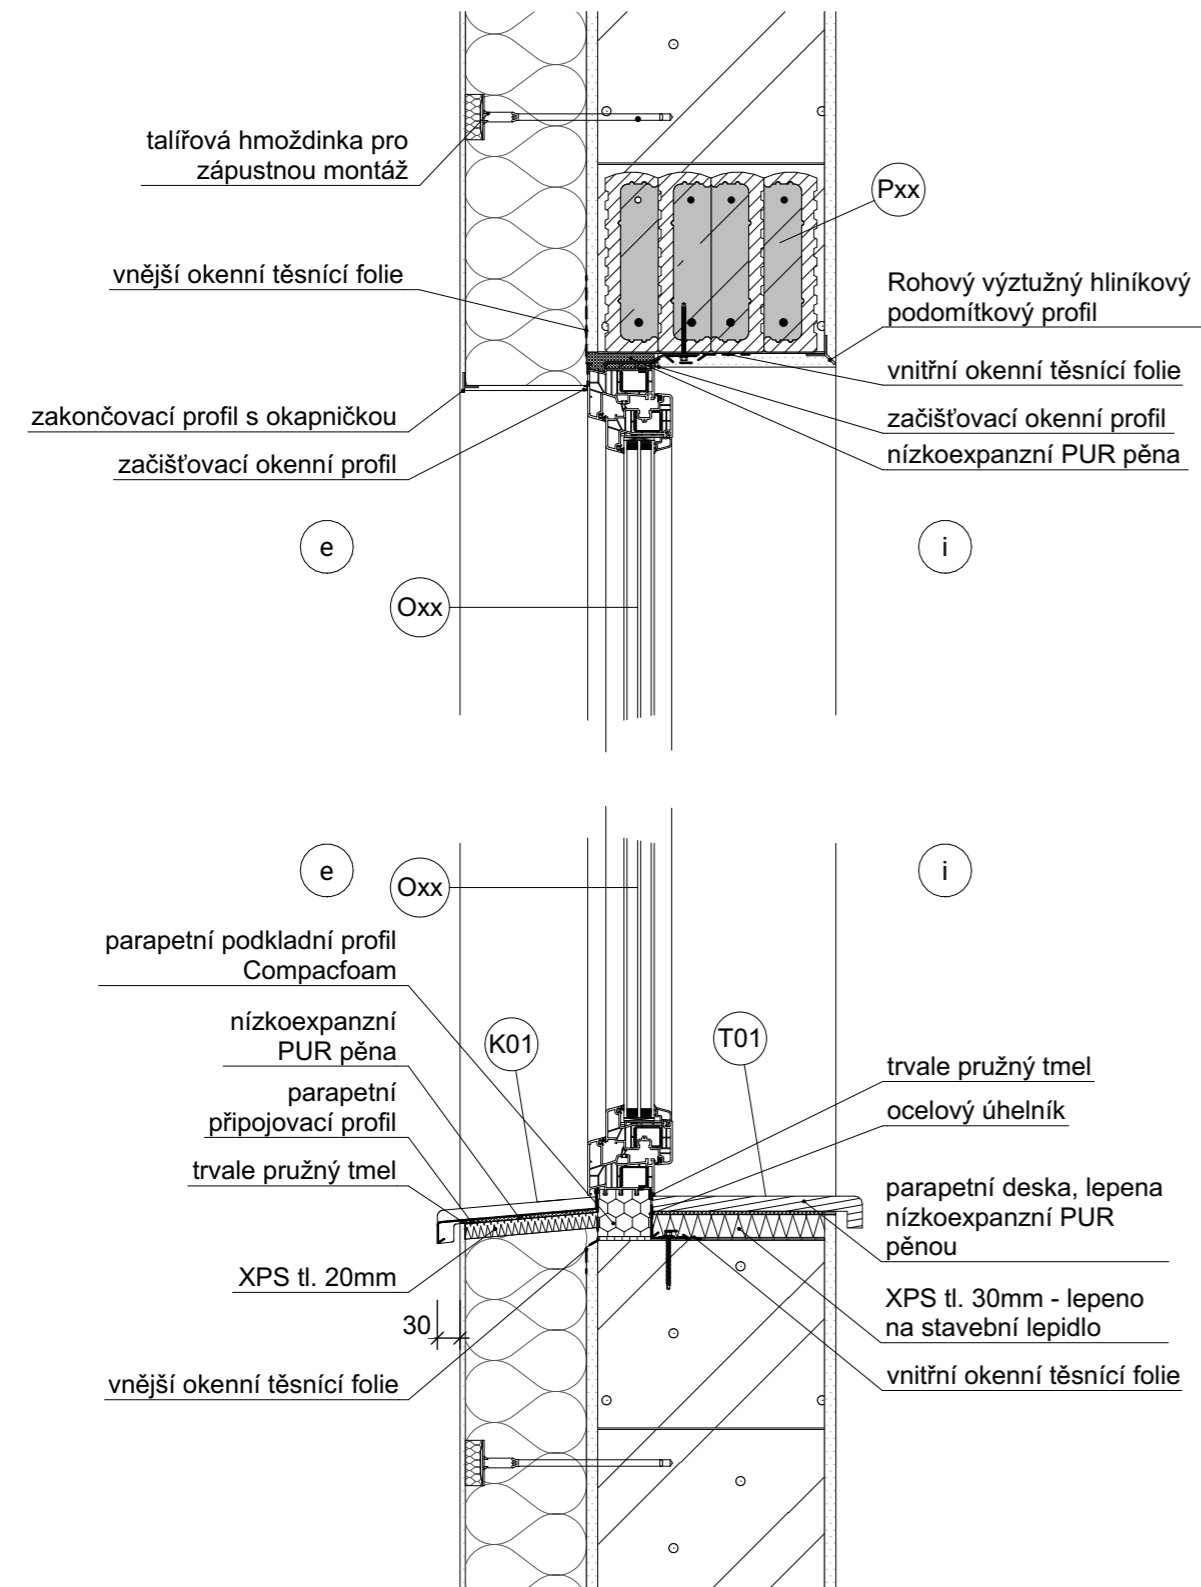 talířová hmoždinka pro
zápustnou montáž
Pxx
vnější okenní těsnící folie
Rohový výztužný hliníkový
podomítkový profil
vnitřní okenní těsnící folie
zakončovací profil s okapničkou
začišťovací okenní profil
začišťovací okenní profil
nízkoexpanzní PUR pěna
e
i
Oxx
e
i
Oxx
parapetní podkladní profil
Compacfoam
nízkoexpanzní
PUR pěna
K01
T01
trvale pružný tmel
parapetní
připojovací profil
ocelový úhelník
trvale pružný tmel
parapetní deska, lepena
nízkoexpanzní PUR
pěnou
XPS tl. 20mm
XPS tl. 30mm - lepeno
na stavební lepidlo
30
vnější okenní těsnící folie
vnitřní okenní těsnící folie